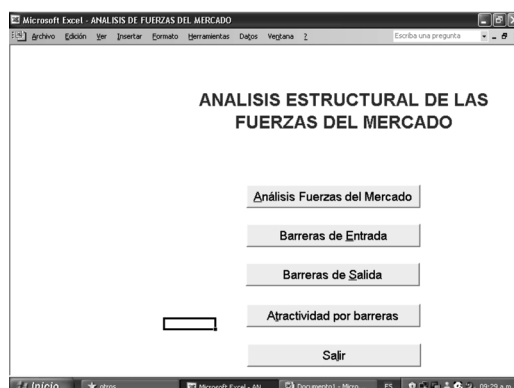 Microsoft Excel - ANALISIS DE FUERZAS DEL MERCADO
Archivo Edición Ver Insertar Formato Herramientas Datos Ventana ?
Escriba una pregunta
ANALISIS ESTRUCTURAL DE LAS
FUERZAS DEL MERCADO
Análisis Fuerzas del Mercado
Barreras de Entrada
Barreras de Salida
Atractividad por barreras
Salir
Inicio
otros
Microsoft Excel - AN...
Documento1 - Micro...
ES
09:29 a.m.